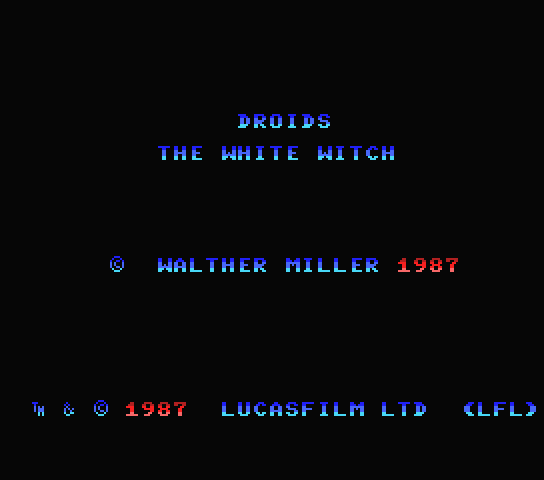 DROIDS
THE WHITE WITCH
© WALTHER MILLER 1987
™ & © 1987 LUCASFILM LTD (LFL)